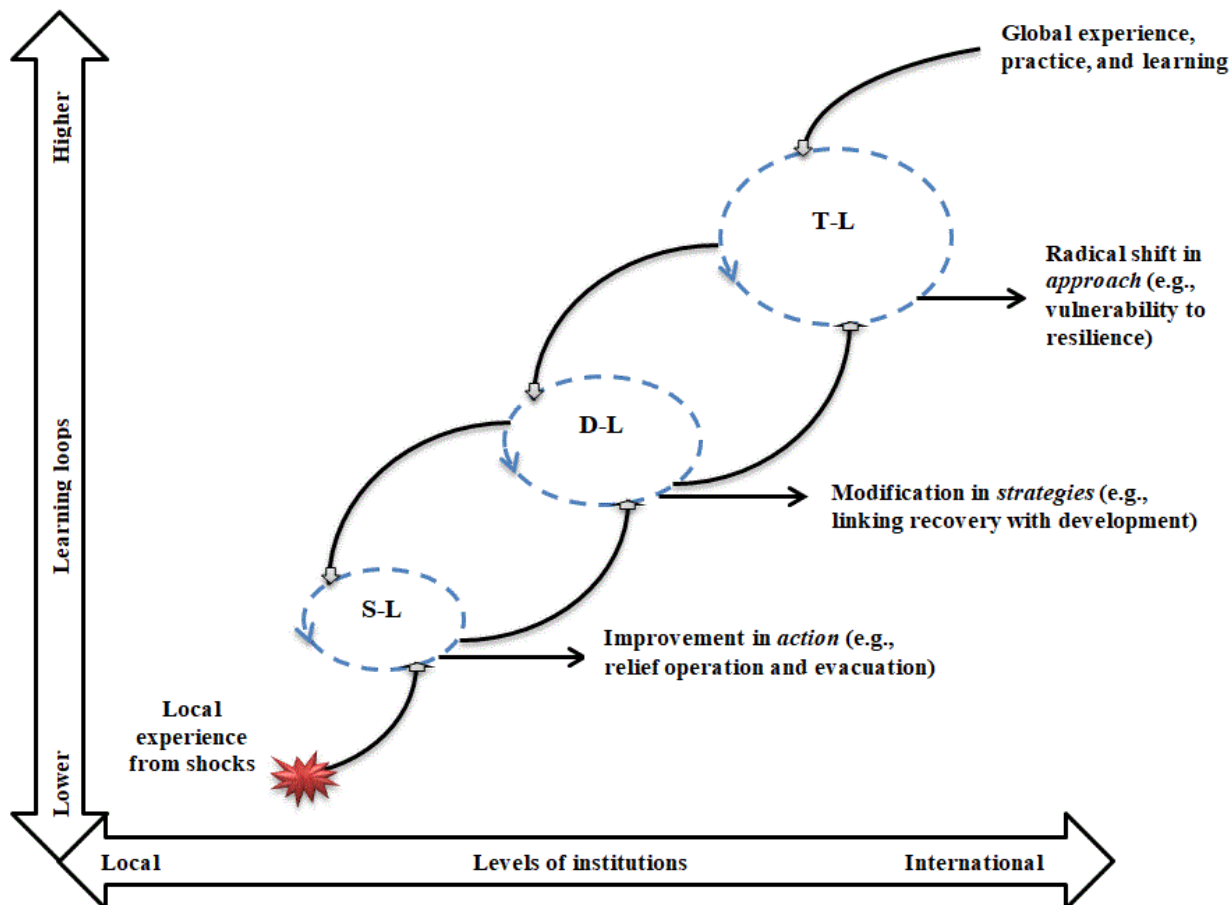 Global experience,
practice, and learning
Higher
T-L
Radical shift in
approach (e.g.,
vulnerability to
resilience)
Learning loops
D-L
Modification in strategies (e.g.,
linking recovery with development)
S-L
Improvement in action (e.g.,
relief operation and evacuation)
Local
experience
from shocks
Lower
Local
Levels of institutions
International